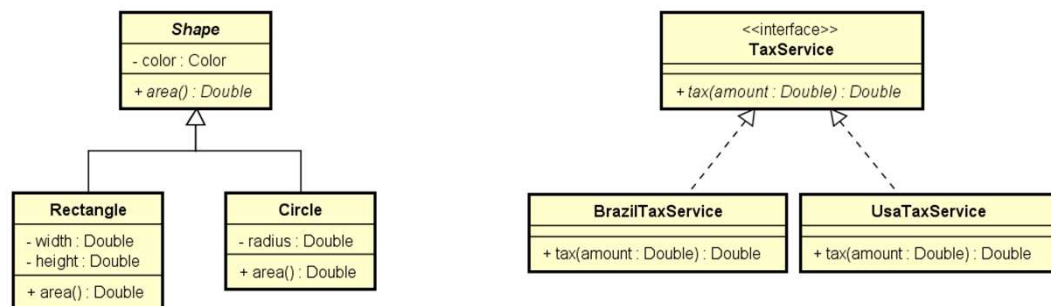 Shape
- color : Color
+ area() : Double
Rectangle
- width : Double
- height : Double
+ area() : Double
Circle
- radius : Double
+ area() : Double
<<interface>>
TaxService
+ tax(amount : Double) : Double
BrazilTaxService
+ tax(amount : Double) : Double
UsaTaxService
+ tax(amount : Double) : Double